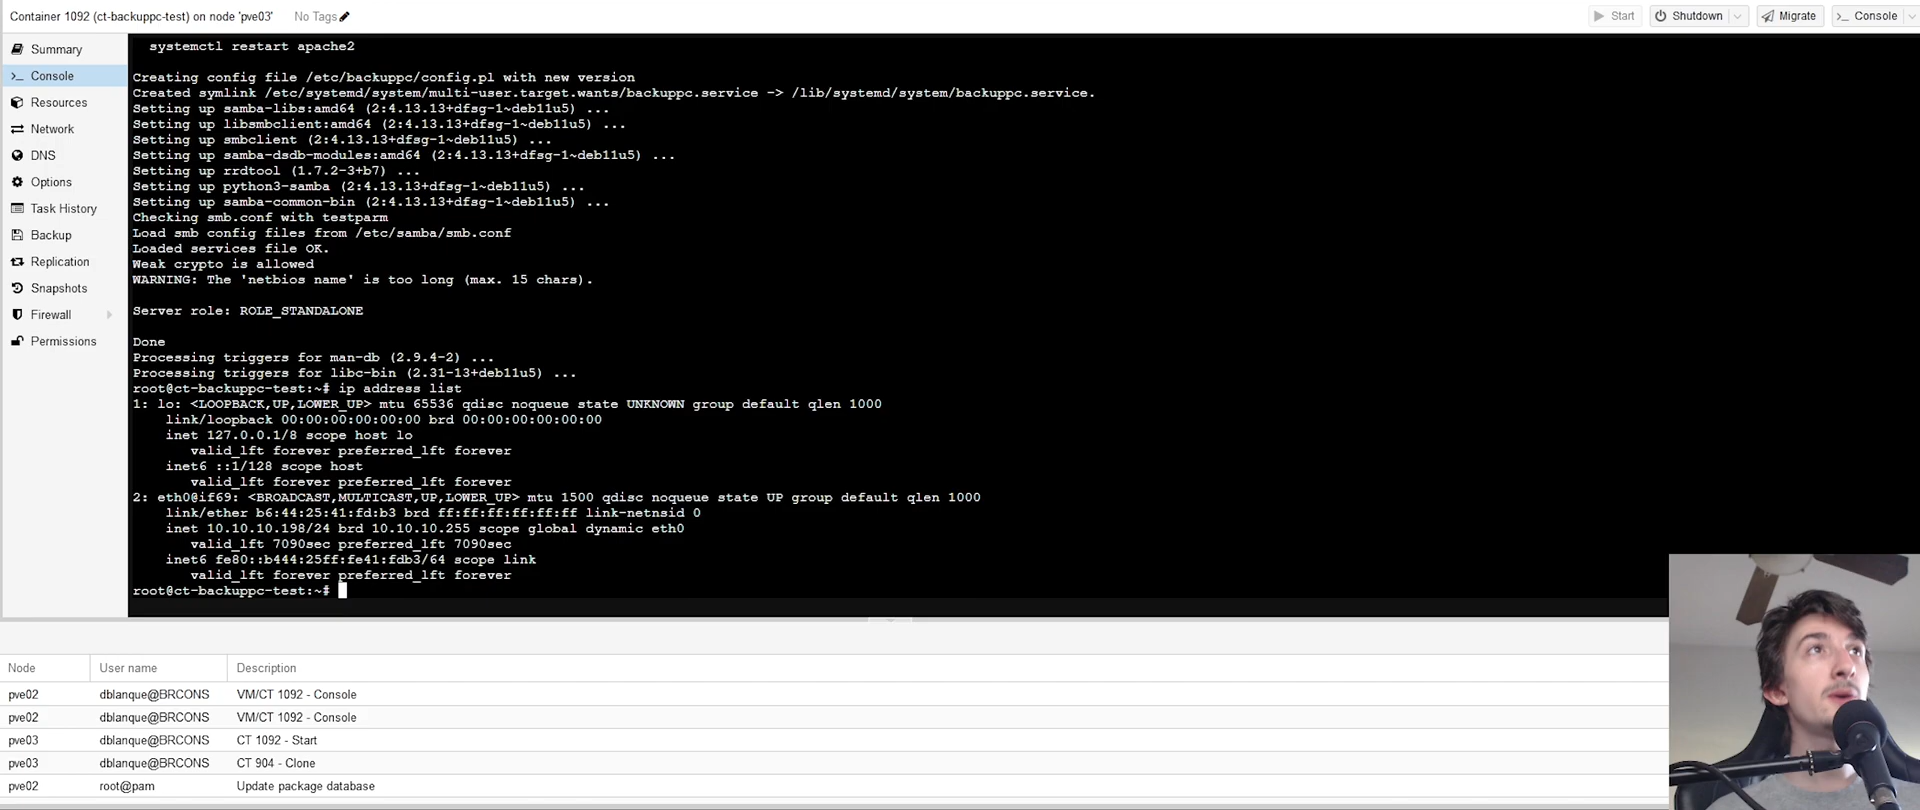 Container 1092 (ct-backuppc-test) on node 'pve03'
No Tags
Start
Shutdown
Migrate
Console
Summary
Console
Resources
Network
DNS
Options
Task History
Backup
Replication
Snapshots
Firewall
Permissions
systemctl restart apache2
Creating config file /etc/backuppc/config.pl with new version
Created symlink /etc/systemd/system/multi-user.target.wants/backuppc.service -> /lib/systemd/system/backuppc.service.
Setting up samba-libs:amd64 (2:4.13.13+dfsg-1~deb11u5) ...
Setting up libsmbclient:amd64 (2:4.13.13+dfsg-1~deb11u5) ...
Setting up smbclient (2:4.13.13+dfsg-1~deb11u5) ...
Setting up samba-dsdb-modules:amd64 (2:4.13.13+dfsg-1~deb11u5) ...
Setting up rrdtool (1.7.2-3+b7) ...
Setting up python3-samba (2:4.13.13+dfsg-1~deb11u5) ...
Setting up samba-common-bin (2:4.13.13+dfsg-1~deb11u5) ...
Checking smb.conf with testparm
Load smb config files from /etc/samba/smb.conf
Loaded services file OK.
Weak crypto is allowed
WARNING: The 'netbios name' is too long (max. 15 chars).
Server role: ROLE_STANDALONE
Done
Processing triggers for man-db (2.9.4-2) ...
Processing triggers for libc-bin (2.31-13+deb11u5) ...
root@ct-backuppc-test:~# ip address list
1: lo: <LOOPBACK,UP,LOWER_UP> mtu 65536 qdisc noqueue state UNKNOWN group default qlen 1000
link/loopback 00:00:00:00:00:00 brd 00:00:00:00:00:00
inet 127.0.0.1/8 scope host lo
valid_lft forever preferred_lft forever
inet6 ::1/128 scope host
valid_lft forever preferred_lft forever
2: eth0@if69: <BROADCAST,MULTICAST,UP,LOWER_UP> mtu 1500 qdisc noqueue state UP group default qlen 1000
link/ether b6:44:25:41:fd:b3 brd ff:ff:ff:ff:ff:ff link-netnsid 0
inet 10.10.10.198/24 brd 10.10.10.255 scope global dynamic eth0
valid_lft 7090sec preferred_lft 7090sec
inet6 fe80::b444:25ff:fe41:fdb3/64 scope link
valid_lft forever preferred_lft forever
root@ct-backuppc-test:~#
Node User name Description
pve02 dblanque@BRCONS VM/CT 1092 - Console
pve02 dblanque@BRCONS VM/CT 1092 - Console
pve03 dblanque@BRCONS CT 1092 - Start
pve03 dblanque@BRCONS CT 904 - Clone
pve02 root@pam Update package database